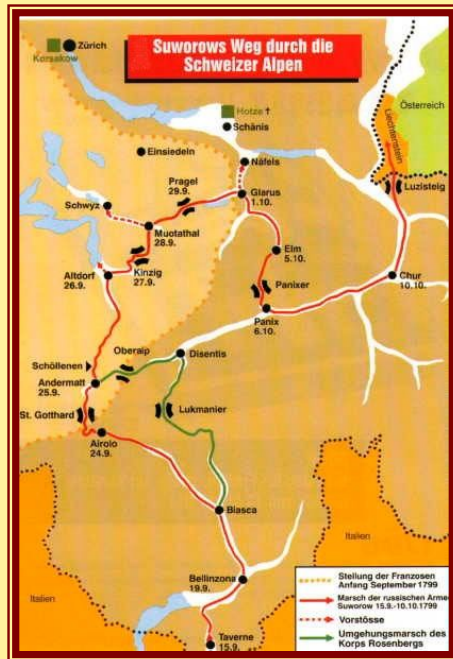 Suworows Weg durch die
Schweizer Alpen
Zürich
Korsakow
Österreich
Liechtenstein
Hotze †
Schänis
Einsiedeln
Näfels
Luzisteig
Pragel
29.9.
Glarus
1.10.
Schwyz
Muotathal
28.9.
Elm
5.10.
Altdorf
26.9.
Kinzig
27.9.
Panixer
Chur
10.10.
Panix
6.10.
Oberalp
Disentis
Schöllenen
Andermatt
25.9.
St. Gotthard
Lukmanier
Airolo
24.9.
Biasca
Italien
Bellinzona
19.9.
Italien
Taverne
15.9.
Stellung der Franzosen
Anfang September 1799
Marsch der russischen Arme
Suworow 15.9.-10.10.1799
Vorstösse
Umgehungsmarsch des
Korps Rosenbergs